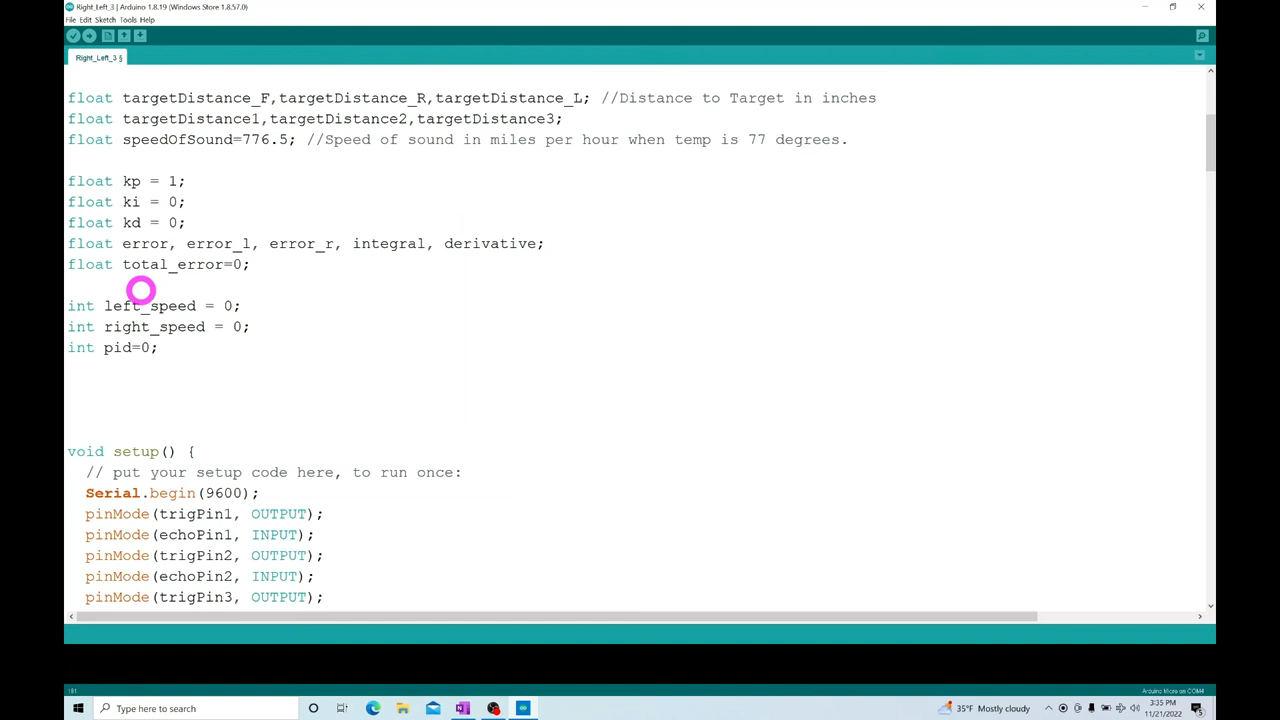 Right_Left_3 | Arduino 1.8.19 (Windows Store 1.8.57.0)
File Edit Sketch Tools Help
Right_Left_3 §
float targetDistance_F,targetDistance_R,targetDistance_L; //Distance to Target in inches
float targetDistance1,targetDistance2,targetDistance3;
float speedOfSound=776.5; //Speed of sound in miles per hour when temp is 77 degrees.
float kp = 1;
float ki = 0;
float kd = 0;
float error, error_l, error_r, integral, derivative;
float total_error=0;
int left_speed = 0;
int right_speed = 0;
int pid=0;
void setup() {
// put your setup code here, to run once:
Serial.begin(9600);
pinMode(trigPin1, OUTPUT);
pinMode(echoPin1, INPUT);
pinMode(trigPin2, OUTPUT);
pinMode(echoPin2, INPUT);
pinMode(trigPin3, OUTPUT);
181
Arduino Micro on COM4
Type here to search
35°F Mostly cloudy
3:35 PM
11/21/2022
5